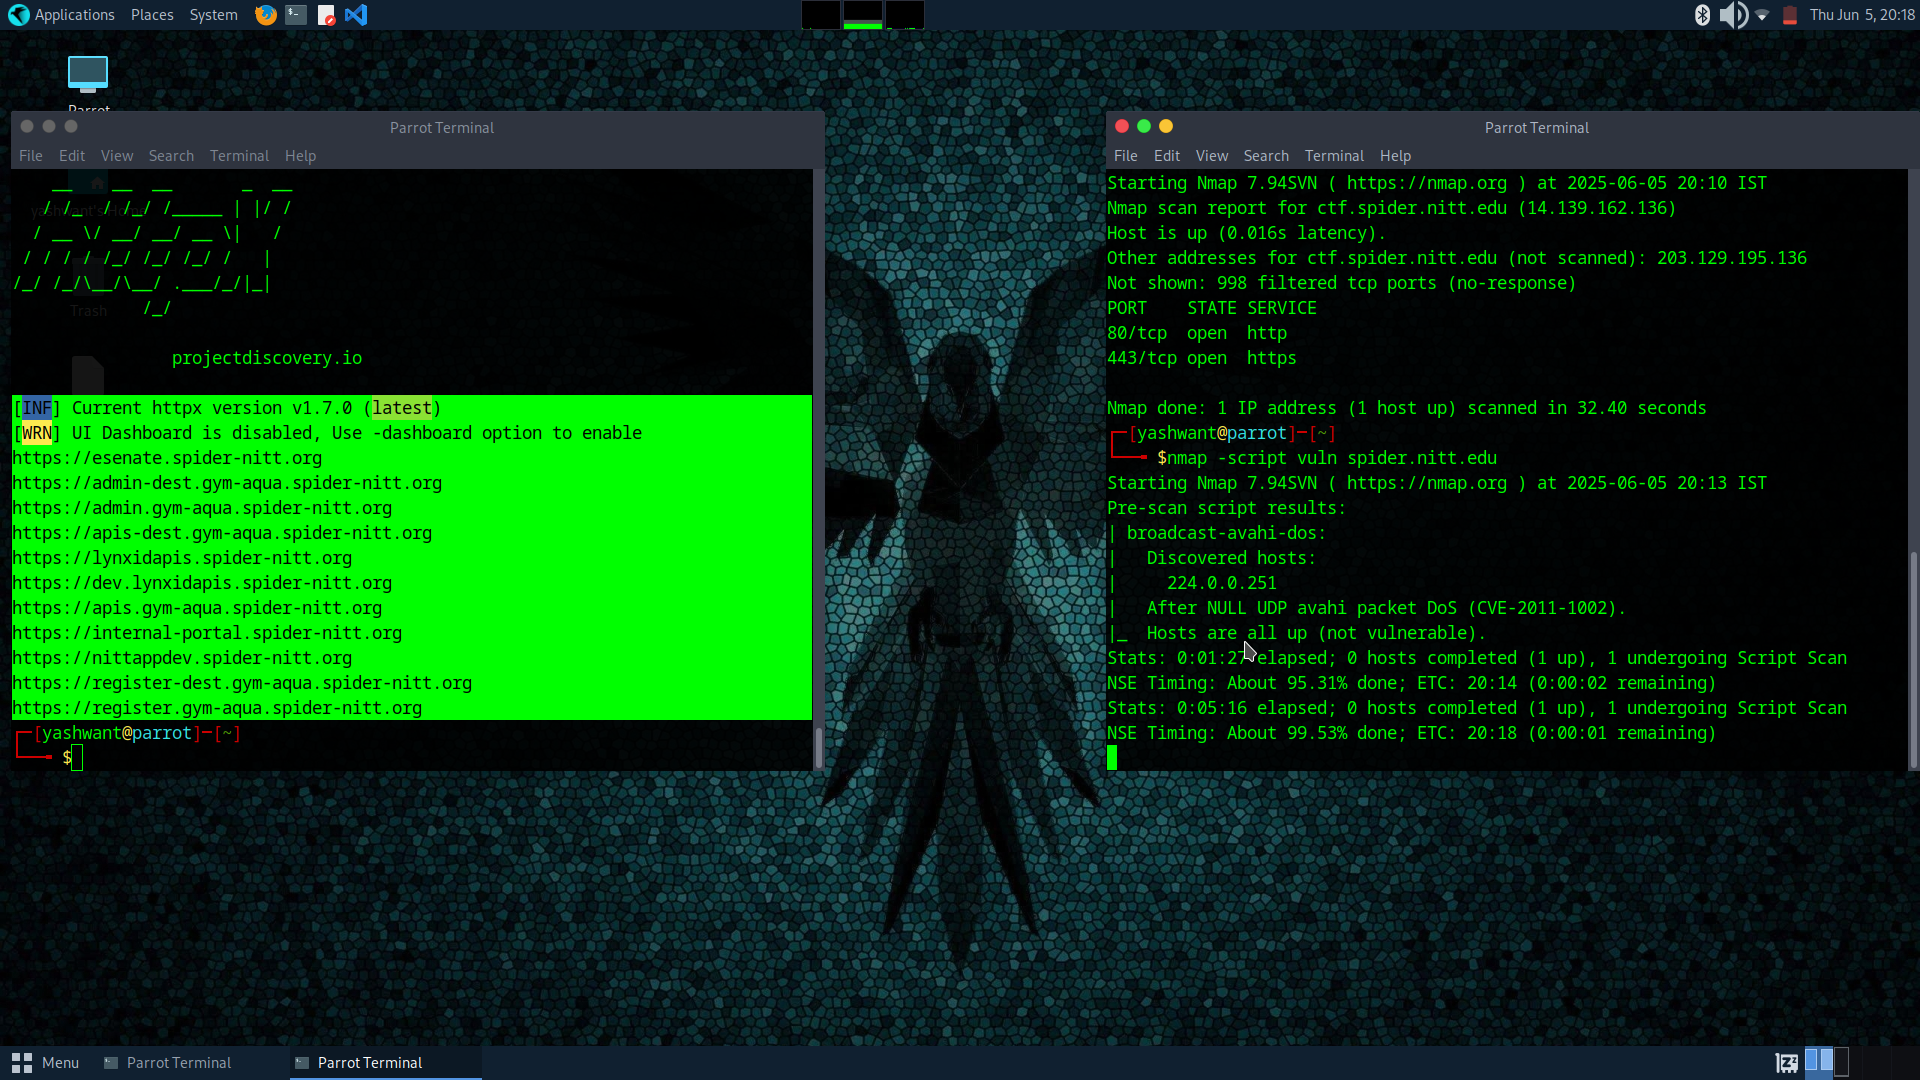 Applications Places System
Thu Jun 5, 20:18
Parrot
Parrot Terminal
File Edit View Search Terminal Help
Trash
projectdiscovery.io
[INF] Current httpx version v1.7.0 (latest)
[WRN] UI Dashboard is disabled, Use -dashboard option to enable
https://esenate.spider-nitt.org
https://admin-dest.gym-aqua.spider-nitt.org
https://admin.gym-aqua.spider-nitt.org
https://apis-dest.gym-aqua.spider-nitt.org
https://lynxidapis.spider-nitt.org
https://dev.lynxidapis.spider-nitt.org
https://apis.gym-aqua.spider-nitt.org
https://internal-portal.spider-nitt.org
https://nittappdev.spider-nitt.org
https://register-dest.gym-aqua.spider-nitt.org
https://register.gym-aqua.spider-nitt.org
[yashwant@parrot]─[~]
$
Parrot Terminal
File Edit View Search Terminal Help
Starting Nmap 7.94SVN ( https://nmap.org ) at 2025-06-05 20:10 IST
Nmap scan report for ctf.spider.nitt.edu (14.139.162.136)
Host is up (0.016s latency).
Other addresses for ctf.spider.nitt.edu (not scanned): 203.129.195.136
Not shown: 998 filtered tcp ports (no-response)
PORT    STATE SERVICE
80/tcp  open  http
443/tcp open  https
Nmap done: 1 IP address (1 host up) scanned in 32.40 seconds
[yashwant@parrot]─[~]
$nmap -script vuln spider.nitt.edu
Starting Nmap 7.94SVN ( https://nmap.org ) at 2025-06-05 20:13 IST
Pre-scan script results:
| broadcast-avahi-dos:
|   Discovered hosts:
|     224.0.0.251
|   After NULL UDP avahi packet DoS (CVE-2011-1002).
|_  Hosts are all up (not vulnerable).
Stats: 0:01:27 elapsed; 0 hosts completed (1 up), 1 undergoing Script Scan
NSE Timing: About 95.31% done; ETC: 20:14 (0:00:02 remaining)
Stats: 0:05:16 elapsed; 0 hosts completed (1 up), 1 undergoing Script Scan
NSE Timing: About 99.53% done; ETC: 20:18 (0:00:01 remaining)
Menu Parrot Terminal Parrot Terminal